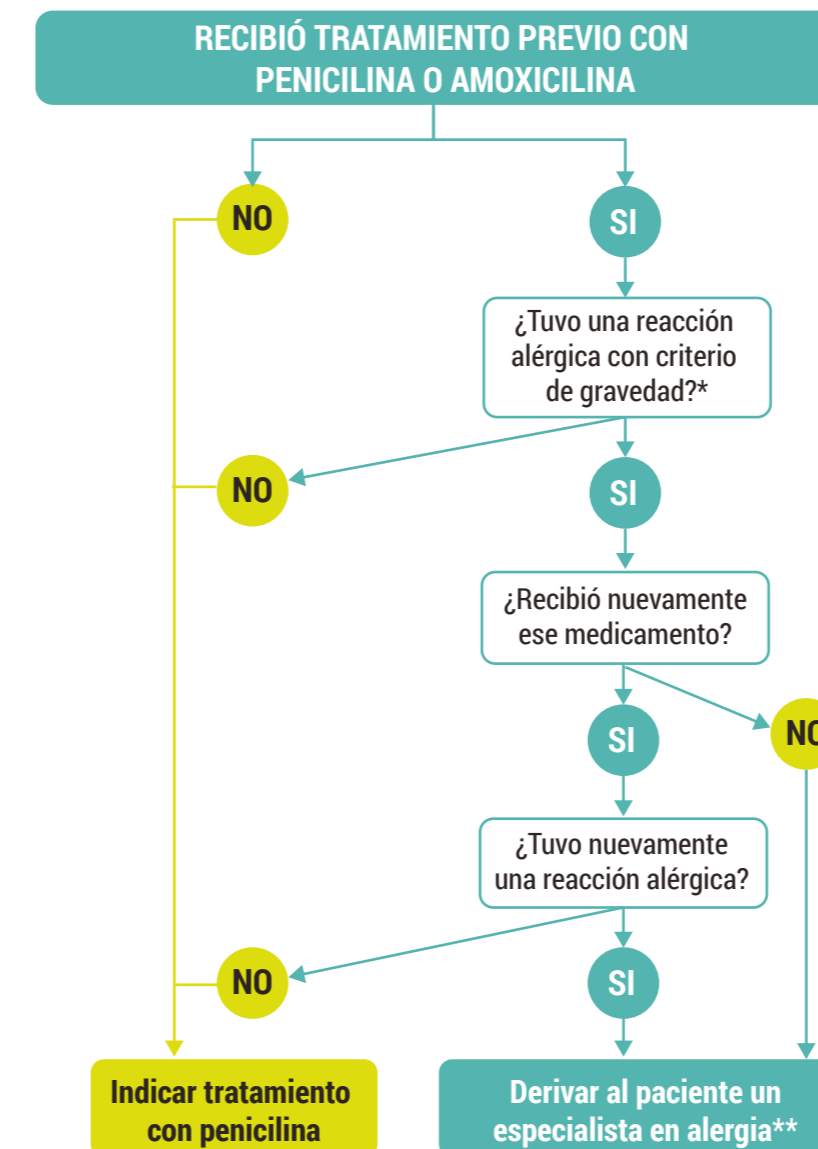 RECIBIÓ TRATAMIENTO PREVIO CON
PENICILINA O AMOXICILINA
NO
SI
¿Tuvo una reacción
alérgica con criterio
de gravedad?*
NO
SI
¿Recibió nuevamente
ese medicamento?
SI
NO
¿Tuvo nuevamente
una reacción alérgica?
NO
SI
Indicar tratamiento
con penicilina
Derivar al paciente un
especialista en alergia**